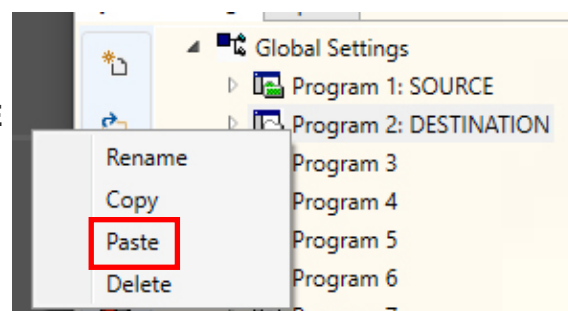 Global Settings
Program 1: SOURCE
Program 2: DESTINATION
Program 3
Program 4
Program 5
Program 6
Rename
Copy
Paste
Delete